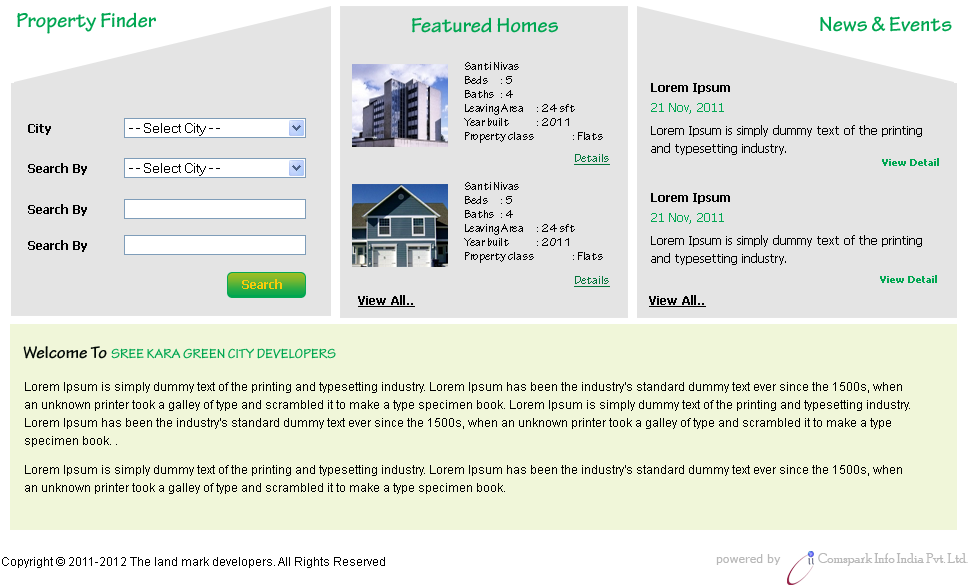 Property Finder
City
-- Select City --
Search By
-- Select City --
Search By
Search By
Search
Featured Homes
Santi Nivas
Beds : 5
Baths : 4
Leaving Area : 24 sft
Year built : 2011
Property class : Flats
Details
Santi Nivas
Beds : 5
Baths : 4
Leaving Area : 24 sft
Year built : 2011
Property class : Flats
Details
View All..
News & Events
Lorem Ipsum
21 Nov, 2011
Lorem Ipsum is simply dummy text of the printing
and typesetting industry.
View Detail
Lorem Ipsum
21 Nov, 2011
Lorem Ipsum is simply dummy text of the printing
and typesetting industry.
View Detail
View All..
Welcome To SREE KARA GREEN CITY DEVELOPERS
Lorem Ipsum is simply dummy text of the printing and typesetting industry. Lorem Ipsum has been the industry's standard dummy text ever since the 1500s, when
an unknown printer took a galley of type and scrambled it to make a type specimen book. Lorem Ipsum is simply dummy text of the printing and typesetting industry.
Lorem Ipsum has been the industry's standard dummy text ever since the 1500s, when an unknown printer took a galley of type and scrambled it to make a type
specimen book. .
Lorem Ipsum is simply dummy text of the printing and typesetting industry. Lorem Ipsum has been the industry's standard dummy text ever since the 1500s, when
an unknown printer took a galley of type and scrambled it to make a type specimen book.
Copyright © 2011-2012 The land mark developers. All Rights Reserved
powered by Comspark Info India Pvt. Ltd.